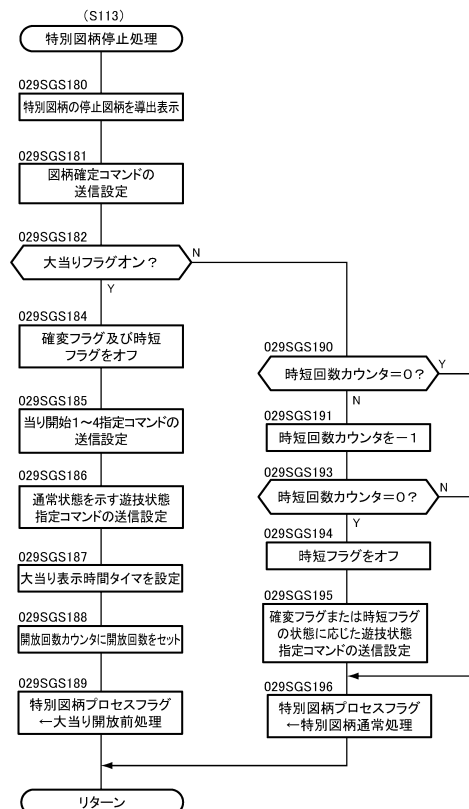 (S113)
特別図柄停止処理
029SGS180
特別図柄の停止図柄を導出表示
029SGS181
図柄確定コマンドの
送信設定
029SGS182
大当りフラグオン？
N
Y
029SGS184
確変フラグ及び時短
フラグをオフ
029SGS185
当り開始1～4指定コマンドの
送信設定
029SGS186
通常状態を示す遊技状態
指定コマンドの送信設定
029SGS187
大当り表示時間タイマを設定
029SGS188
開放回数カウンタに開放回数をセット
029SGS189
特別図柄プロセスフラグ
←大当り開放前処理
029SGS190
時短回数カウンタ＝0？
Y
N
029SGS191
時短回数カウンタを－1
029SGS193
時短回数カウンタ＝0？
N
Y
029SGS194
時短フラグをオフ
029SGS195
確変フラグまたは時短フラグ
の状態に応じた遊技状態
指定コマンドの送信設定
029SGS196
特別図柄プロセスフラグ
←特別図柄通常処理
リターン